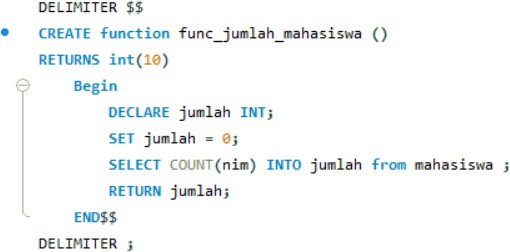 DELIMITER $$
CREATE function func_jumlah_mahasiswa ()
RETURNS int(10)
Begin
DECLARE jumlah INT;
SET jumlah = 0;
SELECT COUNT(nim) INTO jumlah from mahasiswa ;
RETURN jumlah;
END$$
DELIMITER ;